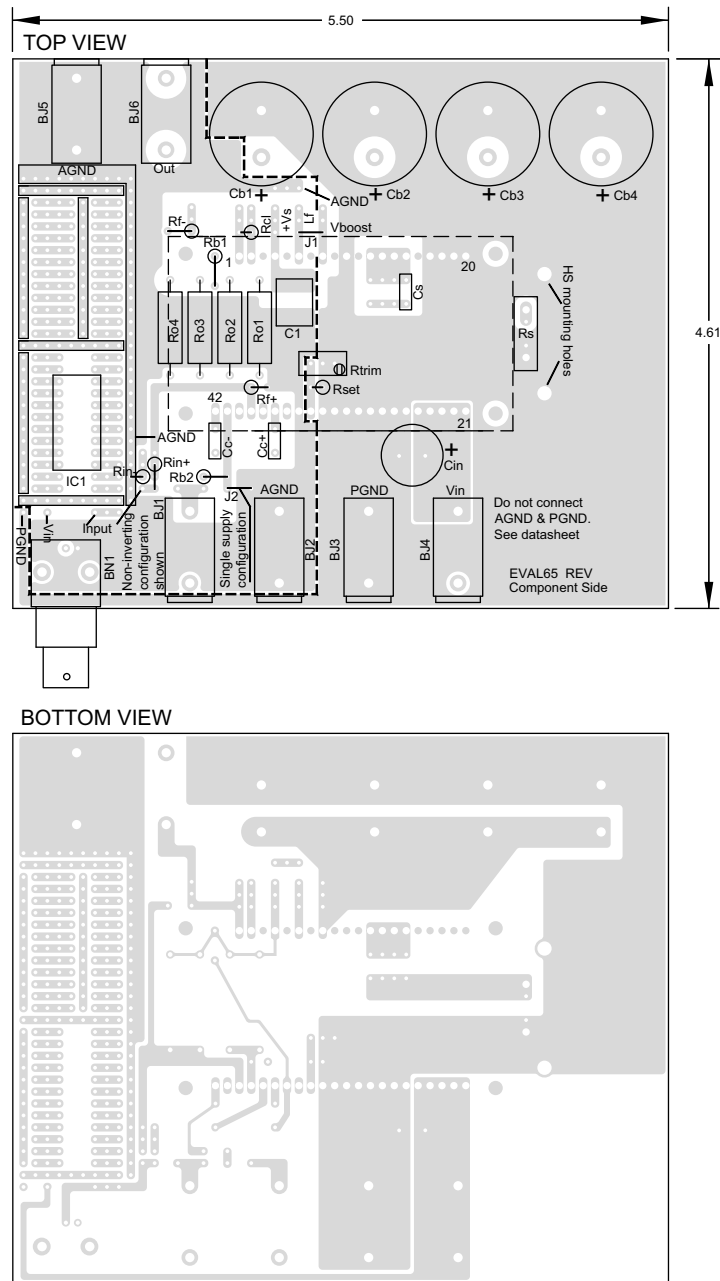 5.50
TOP VIEW
4.61
BJ5
BJ6
AGND
Out
Cb1 +
+ Cb2
+ Cb3
+ Cb4
AGND
Rf-
Rcl
+Vs
Lf
Vboost
J1
Rb1
1
20
Cs
HS mounting holes
Ro4
Ro3
Ro2
Ro1
C1
Rs
Rtrim
Rset
42
Rf+
21
AGND
Cc-
Cc+
+
Cin
Rin+
Rin-
IC1
Rb2
J2
AGND
PGND
Vin
PGND
Vin
Input
BN1
Non-inverting
configuration
shown
BJ1
Single supply
configuration
BJ2
BJ3
BJ4
Do not connect
AGND & PGND.
See datasheet
EVAL65 REV
Component Side
BOTTOM VIEW